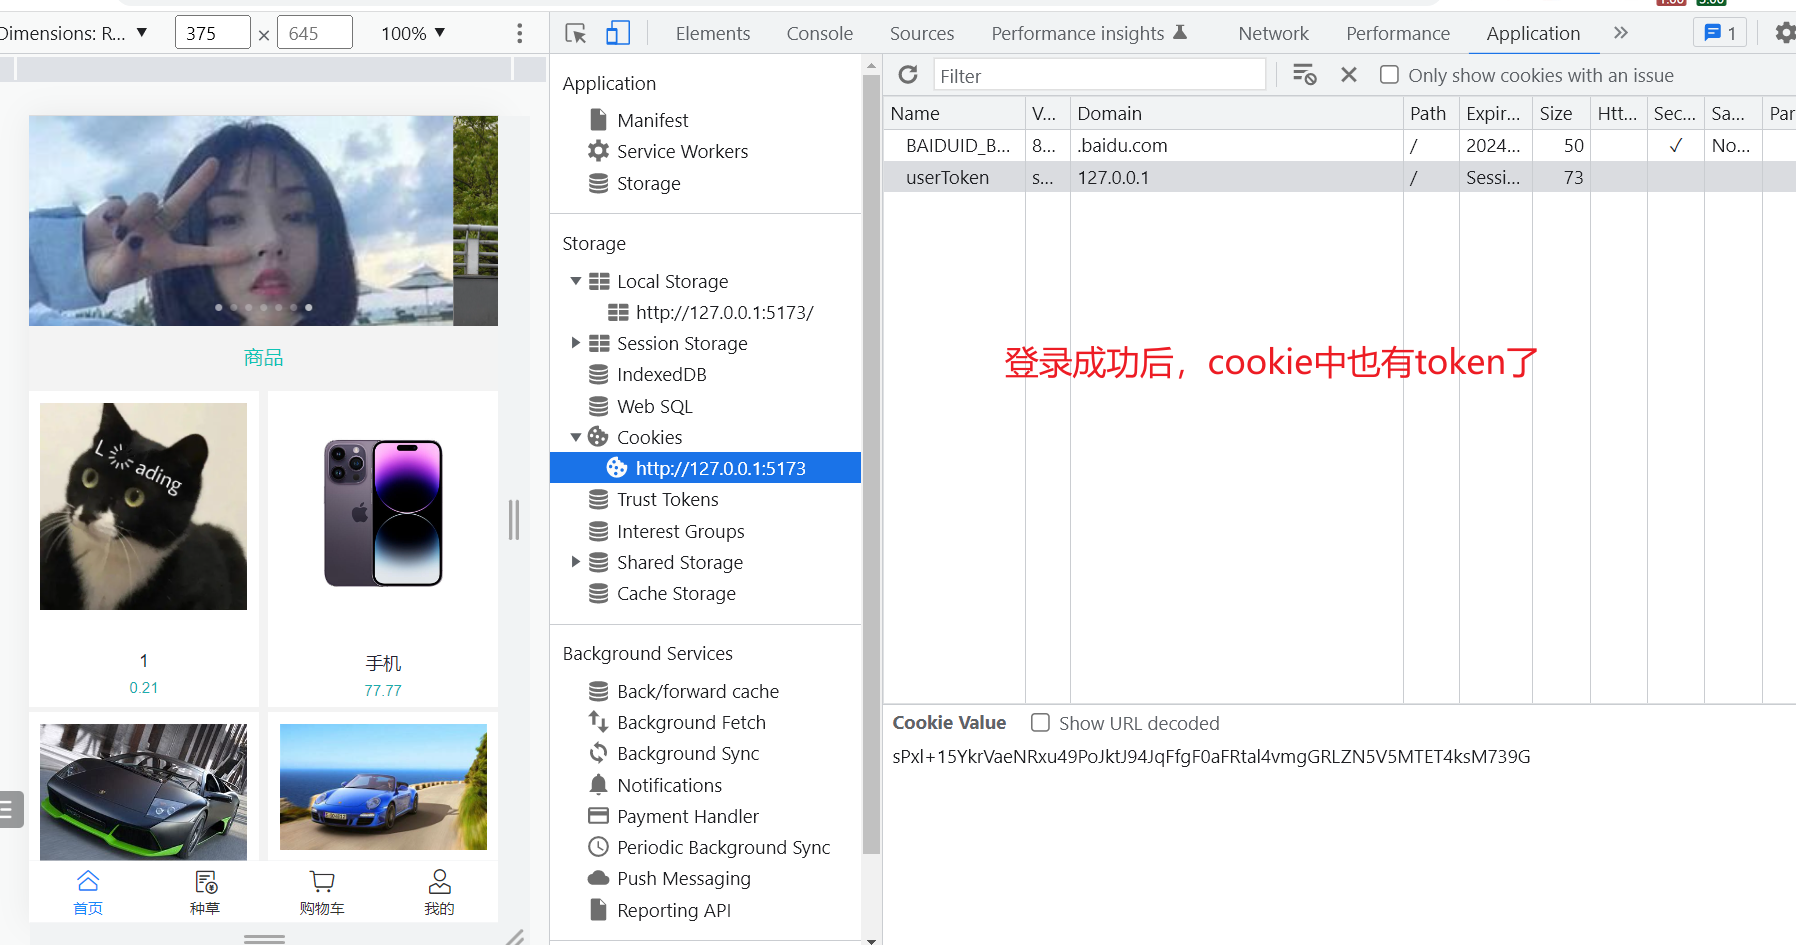 Dimensions: R... ▼ 375 × 645 100% ▼
Elements Console Sources Performance insights Network Performance Application » 1
Filter Only show cookies with an issue
Name V... Domain Path Expir... Size Htt... Sec... Sa... Par
BAIDUID_B... 8... .baidu.com / 2024... 50 ✓ No...
userToken s... 127.0.0.1 / Sessi... 73
登录成功后，cookie中也有token了
Cookie Value Show URL decoded
sPxl+15YkrVaeNRxu49PoJktJ94JqFfgF0aFRtal4vmgGRLZN5V5MTET4ksM739G
Application
Manifest
Service Workers
Storage
Storage
Local Storage
http://127.0.0.1:5173/
Session Storage
IndexedDB
Web SQL
Cookies
http://127.0.0.1:5173
Trust Tokens
Interest Groups
Shared Storage
Cache Storage
Background Services
Back/forward cache
Background Fetch
Background Sync
Notifications
Payment Handler
Periodic Background Sync
Push Messaging
Reporting API
商品
L ading
1
0.21
手机
77.77
首页 种草 购物车 我的